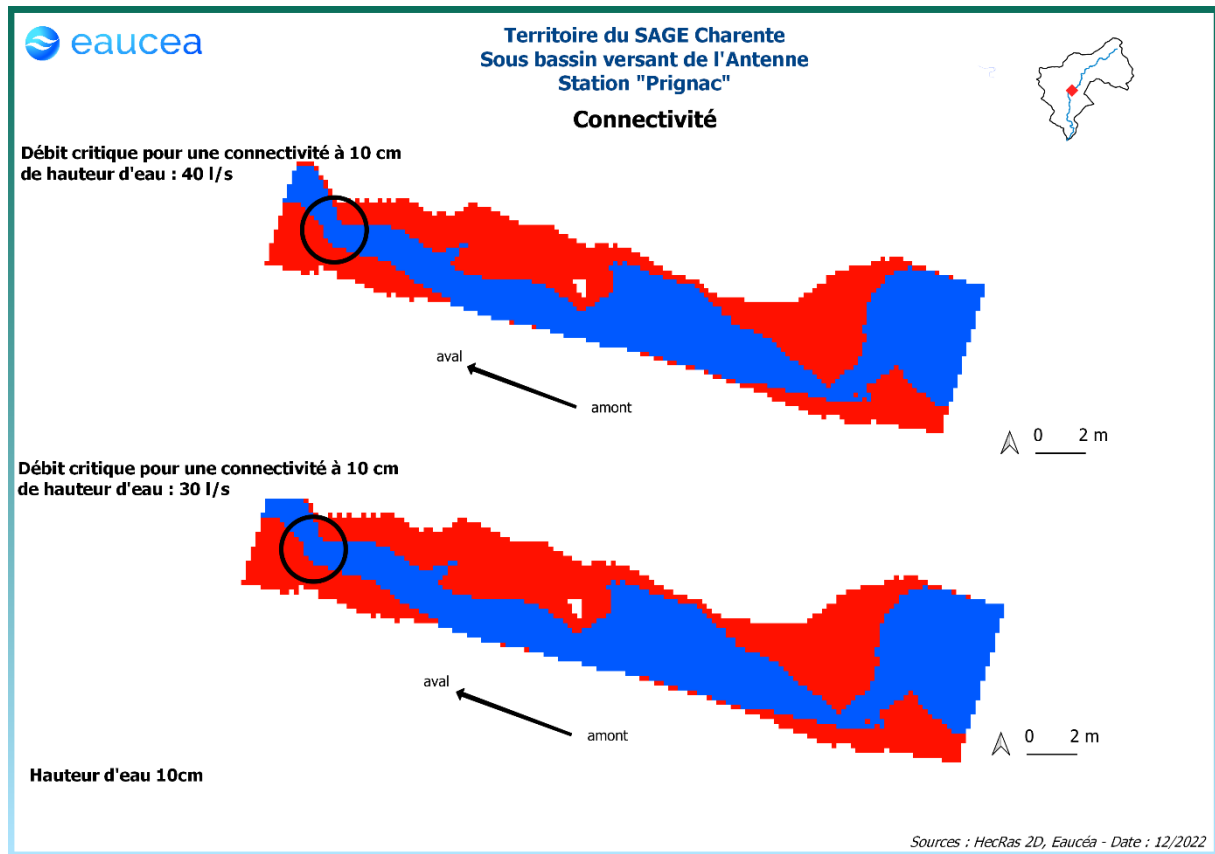 eaucea
Territoire du SAGE Charente
Sous bassin versant de l'Antenne
Station "Prignac"
Connectivité
Débit critique pour une connectivité à 10 cm
de hauteur d'eau : 40 l/s
aval
amont
0 2 m
Débit critique pour une connectivité à 10 cm
de hauteur d'eau : 30 l/s
aval
amont
0 2 m
Hauteur d'eau 10cm
Sources : HecRas 2D, Eaucéa - Date : 12/2022